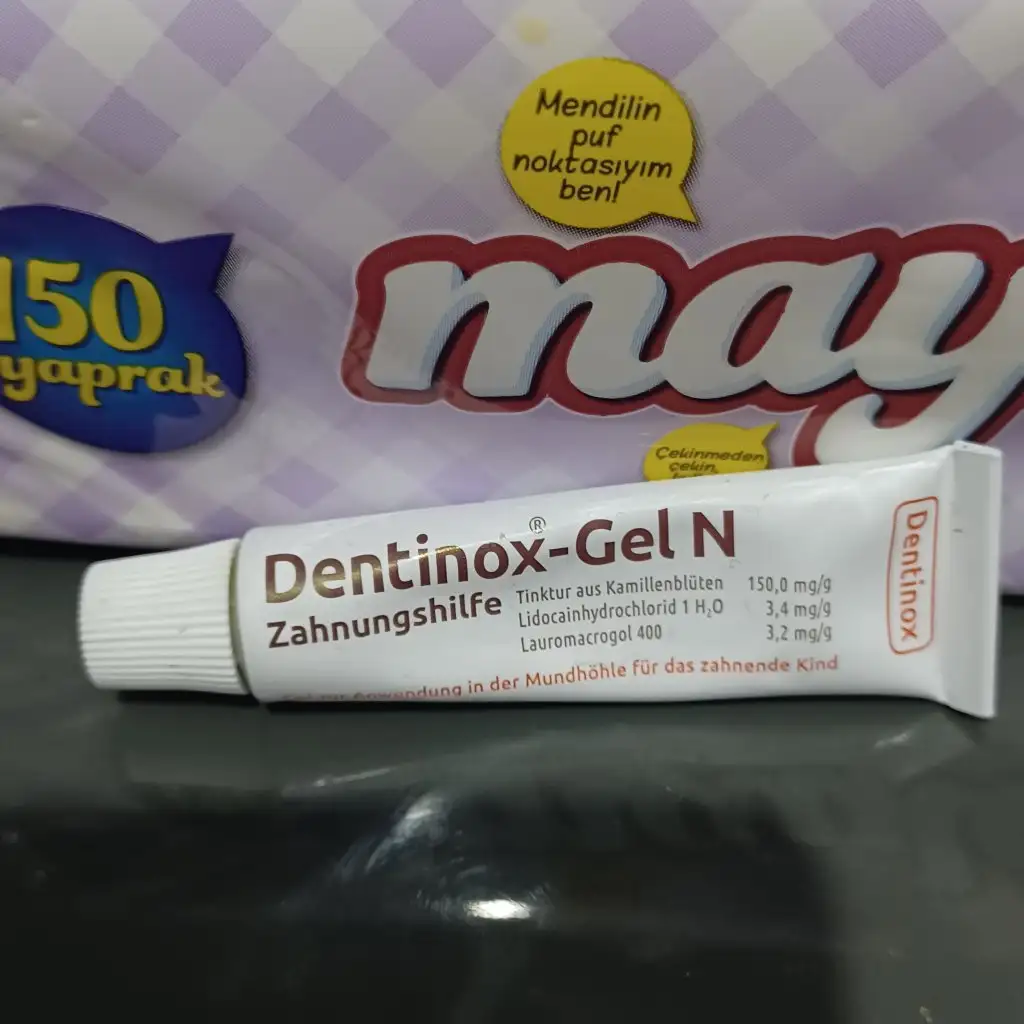 Mendilin
puf
noktasıyım
ben!
150
yaprak
may
Çekinmeden
çekin,
Dentinox®-Gel N
Zahnungshilfe
Tinktur aus Kamillenblüten 150,0 mg/g
Lidocainhydrochlorid 1 H₂O 3,4 mg/g
Lauromacrogol 400 3,2 mg/g
Gel zur Anwendung in der Mundhöhle für das zahnende Kind
Dentinox